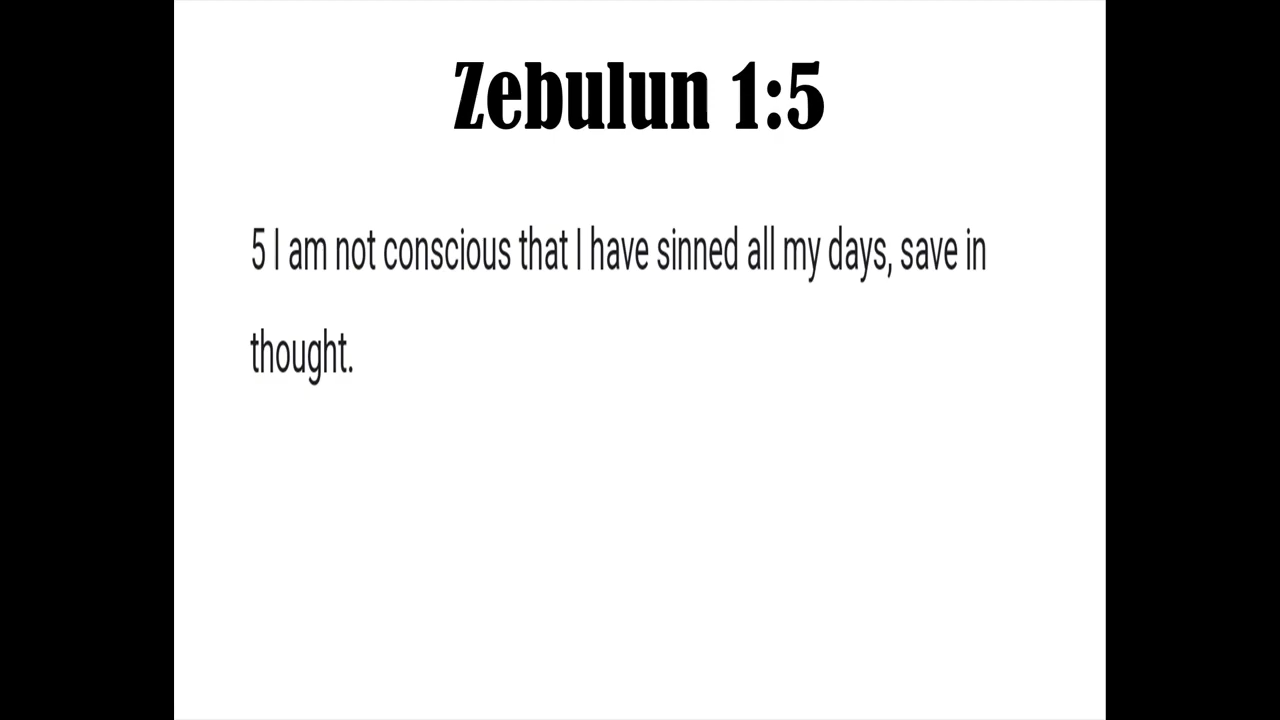 Zebulun 1:5
5 I am not conscious that I have sinned all my days, save in
thought.